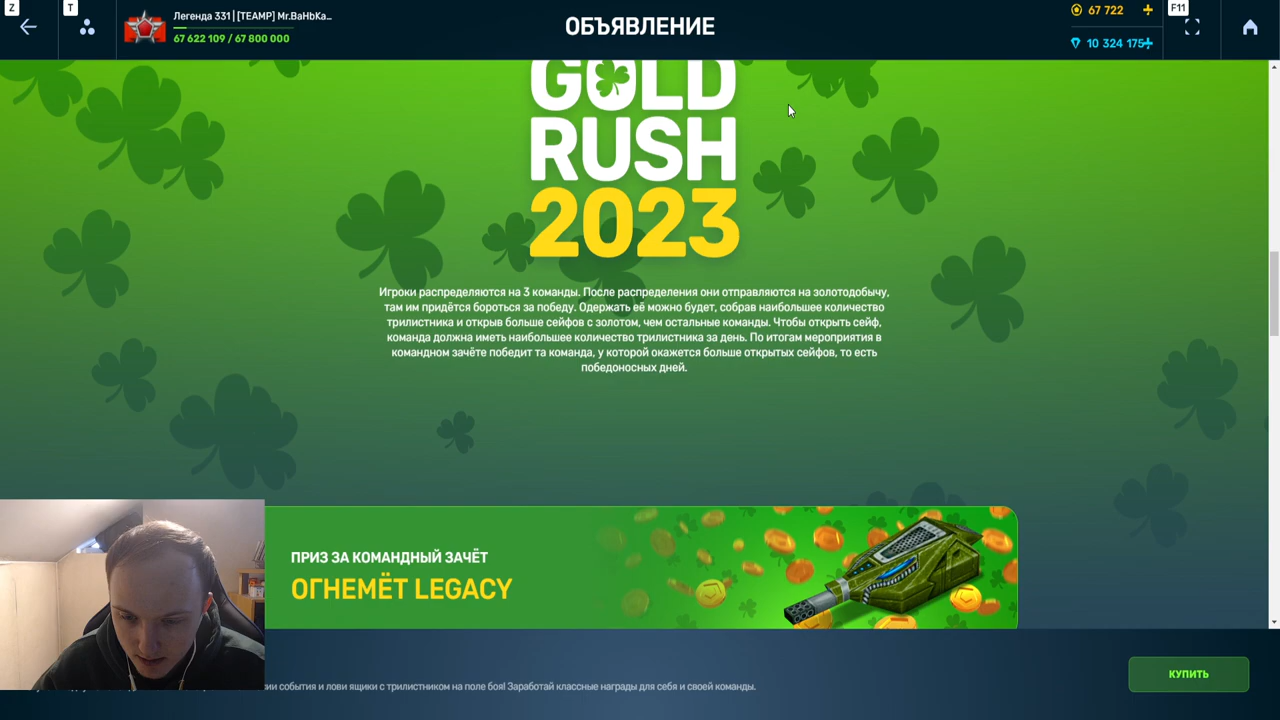 Z
T
Легенда 331 | [TEAMP] Mr.BaHbKa...
67 622 109 / 67 800 000
ОБЪЯВЛЕНИЕ
67 722
10 324 175
F11
GOLD
RUSH
2023
Игроки распределяются на 3 команды. После распределения они отправляются на золотодобычу,
там им придётся бороться за победу. Одержать её можно будет, собрав наибольшее количество
трилистника и открыв больше сейфов с золотом, чем остальные команды. Чтобы открыть сейф,
команда должна иметь наибольшее количество трилистника за день. По итогам мероприятия в
командном зачёте победит та команда, у которой окажется больше открытых сейфов, то есть
победоносных дней.
ПРИЗ ЗА КОМАНДНЫЙ ЗАЧЁТ
ОГНЕМЁТ LEGACY
события и лови ящики с трилистником на поле боя! Заработай классные награды для себя и своей команды.
КУПИТЬ